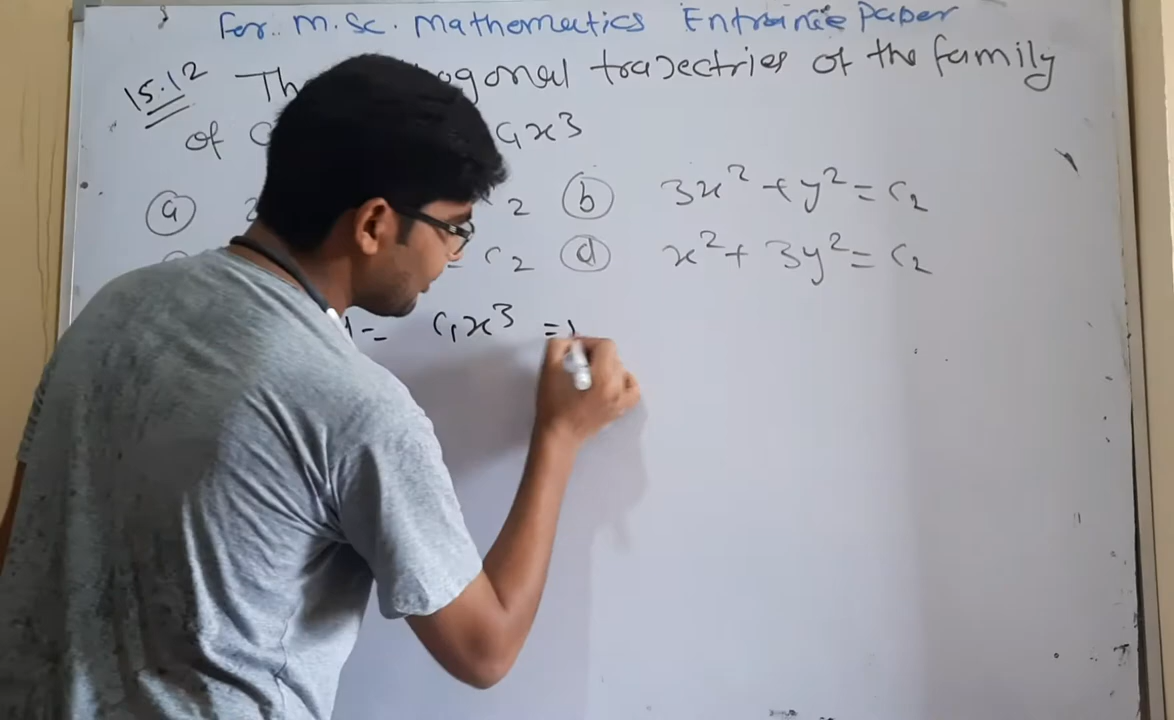 For. M.Sc. Mathematics Entrance Paper
15.12 Th ogonal trajectries of the family
of C₁x³
(a) 2 2 (b) 3x² + y² = C₂
= C₂ (d) x² + 3y² = C₂
= C₁x³ =)